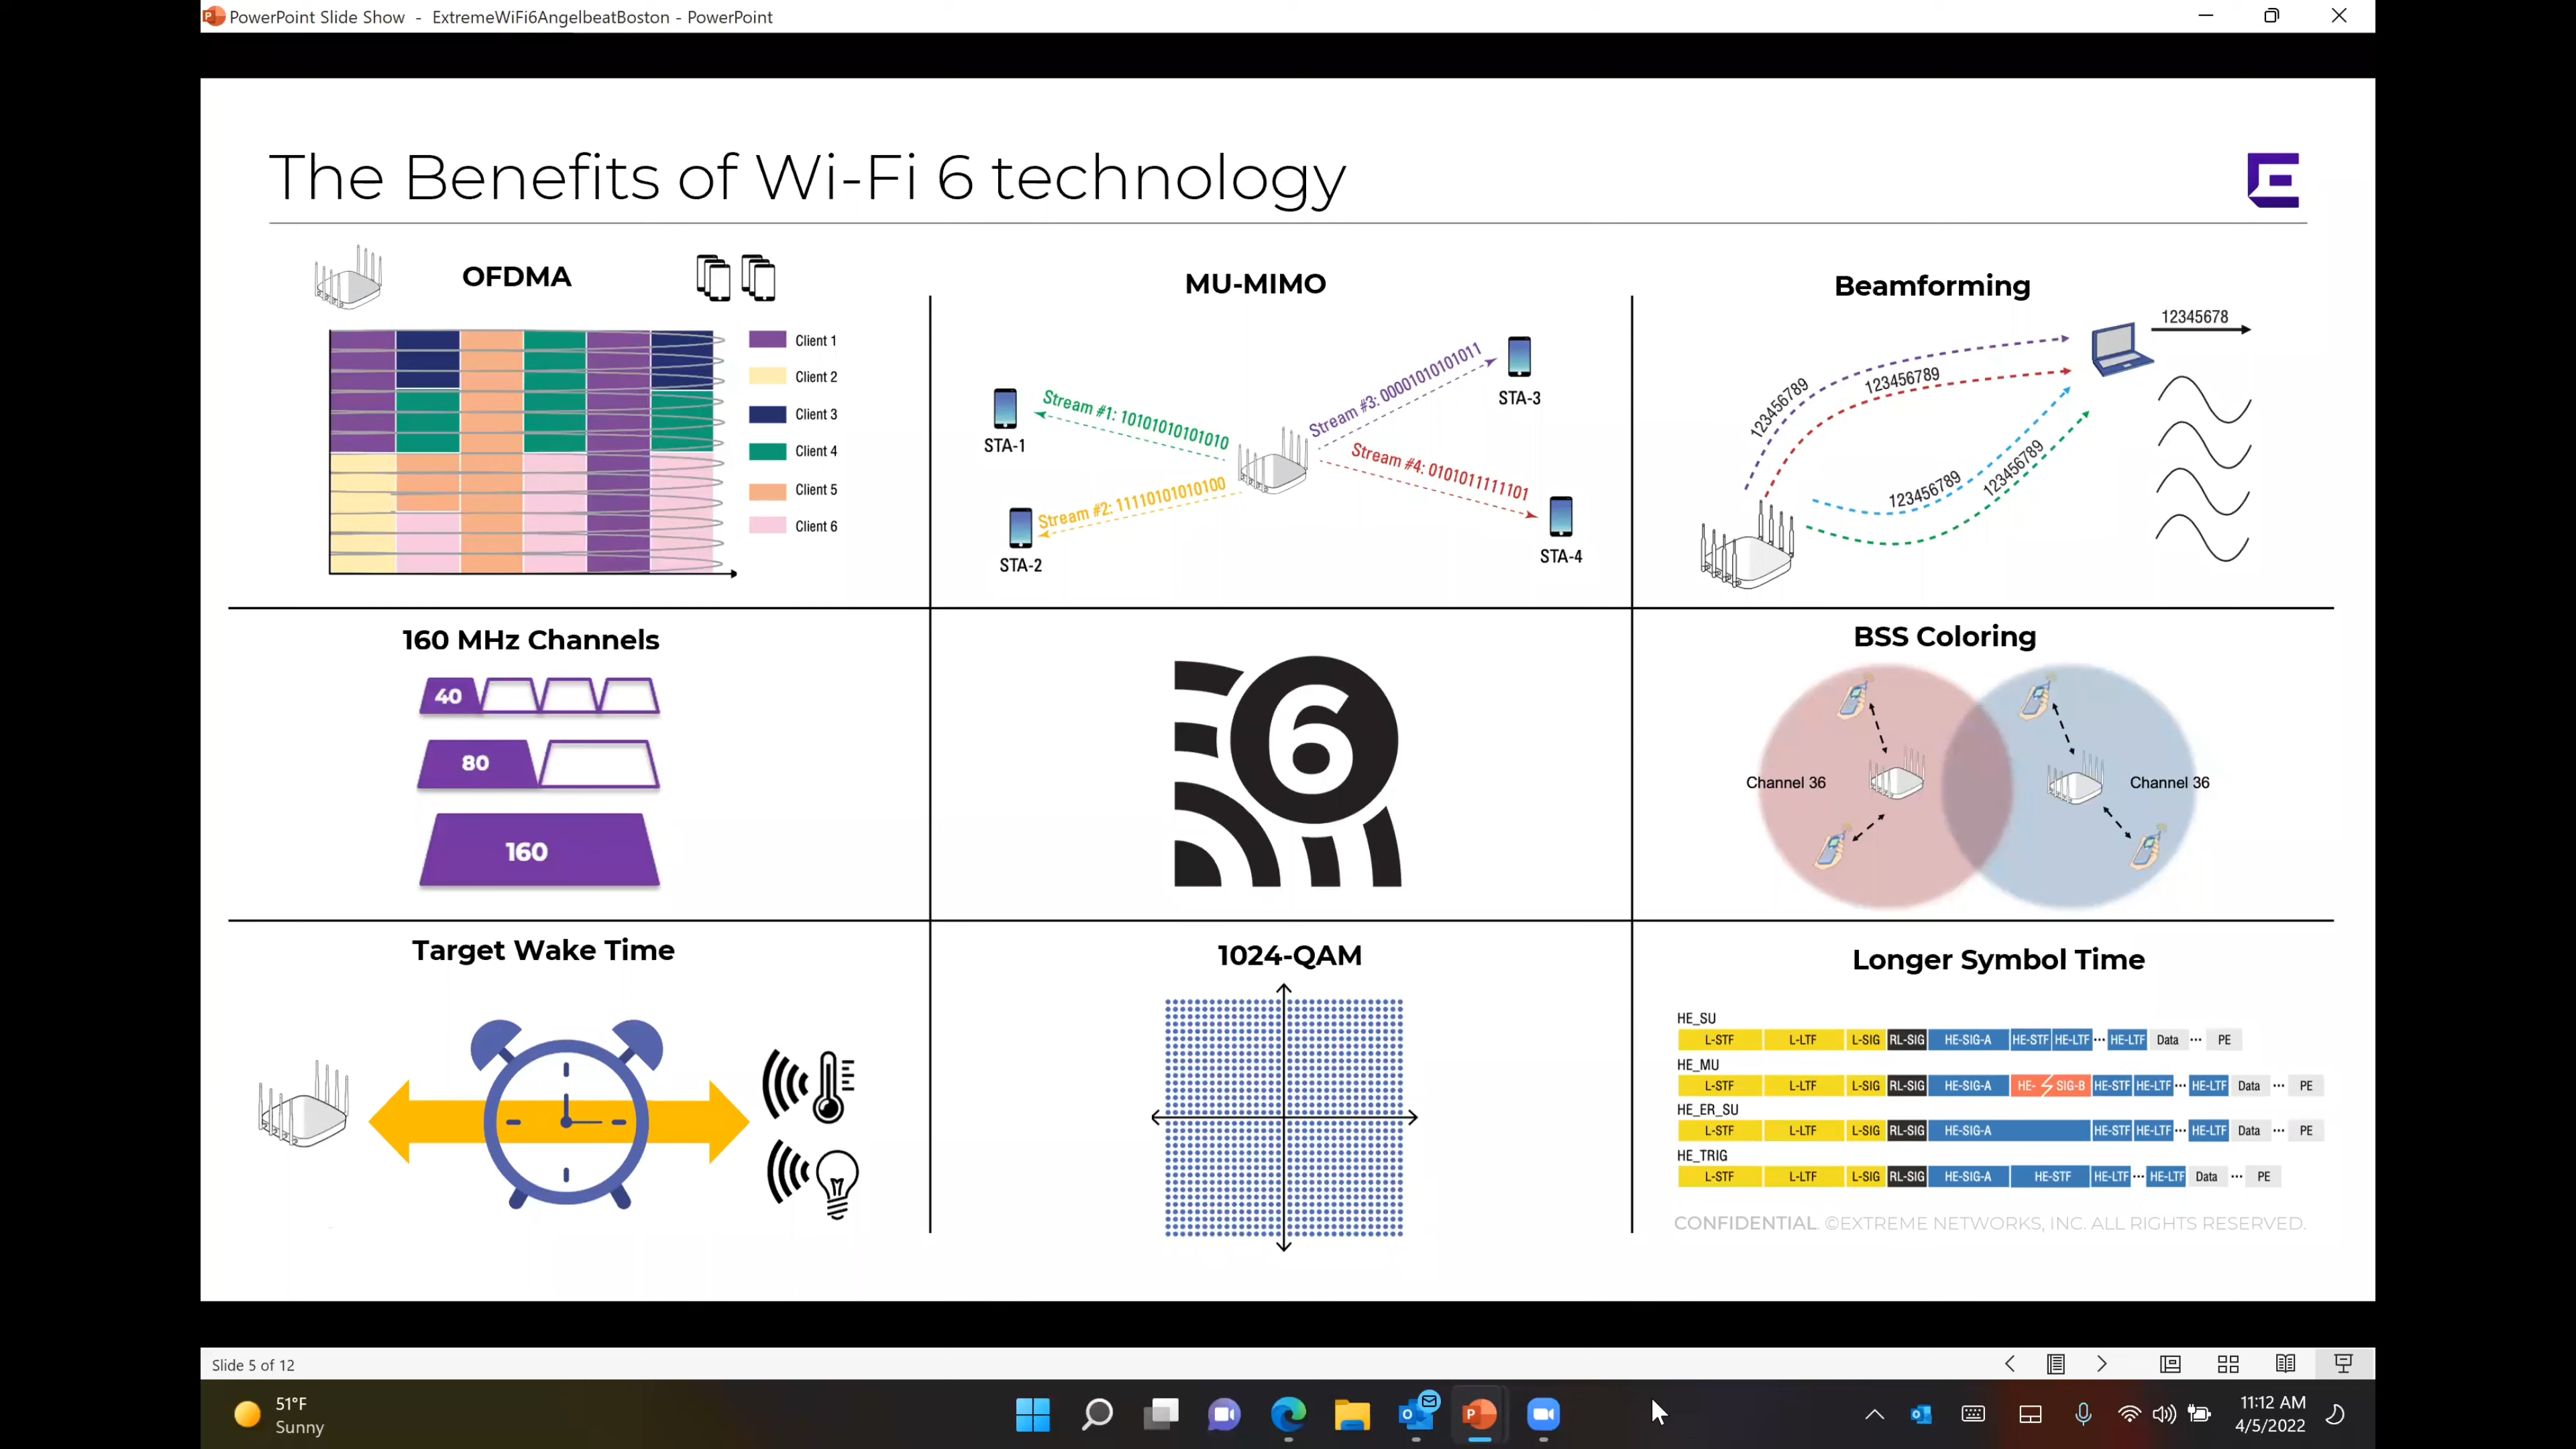 PowerPoint Slide Show - ExtremeWiFi6AngelbeatBoston - PowerPoint
The Benefits of Wi-Fi 6 technology
OFDMA
Client 1
Client 2
Client 3
Client 4
Client 5
Client 6
MU-MIMO
STA-1
Stream #1: 10101010101010
STA-2
Stream #2: 11110101010100
Stream #3: 0000101010101011
STA-3
Stream #4: 0101011111101
STA-4
Beamforming
123456789
123456789
123456789
123456789
12345678
160 MHz Channels
40
80
160
6
BSS Coloring
Channel 36
Channel 36
Target Wake Time
1024-QAM
Longer Symbol Time
HE_SU
L-STF L-LTF L-SIG RL-SIG HE-SIG-A HE-STF HE-LTF ... HE-LTF Data ... PE
HE_MU
L-STF L-LTF L-SIG RL-SIG HE-SIG-A HE- SIG-B HE-STF HE-LTF ... HE-LTF Data ... PE
HE_ER_SU
L-STF L-LTF L-SIG RL-SIG HE-SIG-A HE-STF HE-LTF ... HE-LTF Data ... PE
HE_TRIG
L-STF L-LTF L-SIG RL-SIG HE-SIG-A HE-STF HE-LTF ... HE-LTF Data ... PE
CONFIDENTIAL. ©EXTREME NETWORKS, INC. ALL RIGHTS RESERVED.
Slide 5 of 12
51°F
Sunny
11:12 AM
4/5/2022